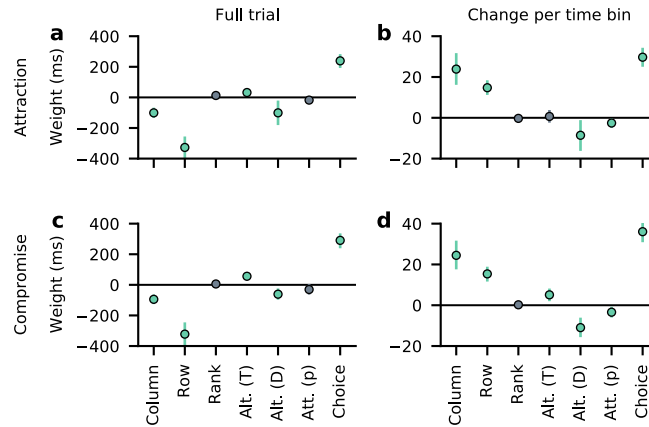 Full trial
Change per time bin
a
b
Attraction
Weight (ms)
400
200
0
−200
−400
40
20
0
−20
c
d
Compromise
Weight (ms)
400
200
0
−200
−400
40
20
0
−20
Column
Row
Rank
Alt. (T)
Alt. (D)
Att. (p)
Choice
Column
Row
Rank
Alt. (T)
Alt. (D)
Att. (p)
Choice